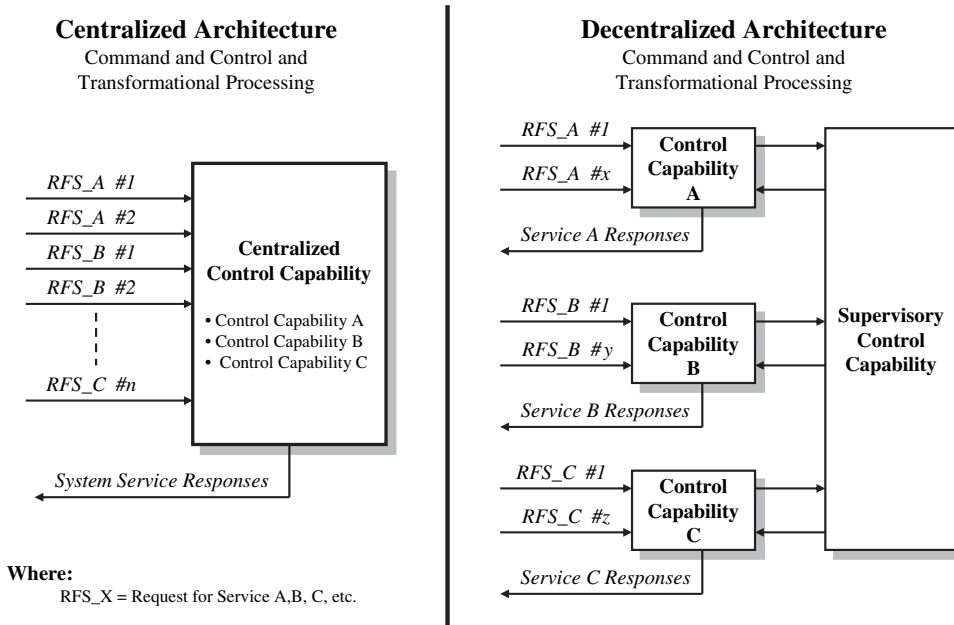 Centralized Architecture
Command and Control and
Transformational Processing
RFS_A #1
RFS_A #2
RFS_B #1
RFS_B #2
RFS_C #n
Centralized
Control Capability
• Control Capability A
• Control Capability B
• Control Capability C
System Service Responses
Where:
RFS_X = Request for Service A,B, C, etc.
Decentralized Architecture
Command and Control and
Transformational Processing
RFS_A #1
RFS_A #x
Control
Capability
A
Service A Responses
RFS_B #1
RFS_B #y
Control
Capability
B
Service B Responses
RFS_C #1
RFS_C #z
Control
Capability
C
Service C Responses
Supervisory
Control
Capability